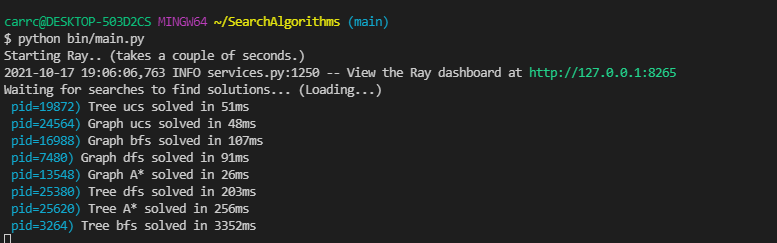 carrc@DESKTOP-503D2CS MINGW64 ~/SearchAlgorithms (main)
$ python bin/main.py
Starting Ray.. (takes a couple of seconds.)
2021-10-17 19:06:06,763 INFO services.py:1250 -- View the Ray dashboard at http://127.0.0.1:8265
Waiting for searches to find solutions... (Loading...)
pid=19872) Tree ucs solved in 51ms
pid=24564) Graph ucs solved in 48ms
pid=16988) Graph bfs solved in 107ms
pid=7480) Graph dfs solved in 91ms
pid=13548) Graph A* solved in 26ms
pid=25380) Tree dfs solved in 203ms
pid=25620) Tree A* solved in 256ms
pid=3264) Tree bfs solved in 3352ms